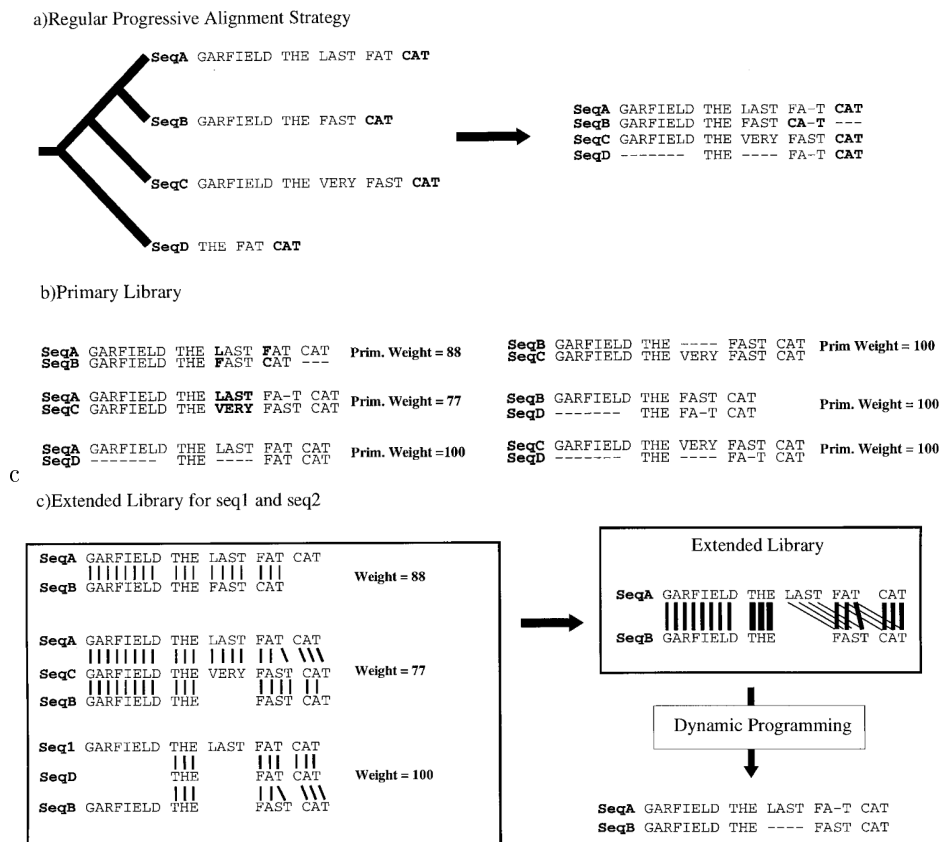 a)Regular Progressive Alignment Strategy
SeqA GARFIELD THE LAST FAT CAT
SeqB GARFIELD THE FAST CAT
SeqC GARFIELD THE VERY FAST CAT
SeqD THE FAT CAT
SeqA GARFIELD THE LAST FA-T CAT
SeqB GARFIELD THE FAST CA-T ---
SeqC GARFIELD THE VERY FAST CAT
SeqD ------- THE ---- FA-T CAT
b)Primary Library
SeqA GARFIELD THE LAST FAT CAT
SeqB GARFIELD THE FAST CAT ---
Prim. Weight = 88
SeqA GARFIELD THE LAST FA-T CAT
SeqC GARFIELD THE VERY FAST CAT
Prim. Weight = 77
SeqA GARFIELD THE LAST FAT CAT
SeqD ------- THE ---- FAT CAT
Prim. Weight =100
SeqB GARFIELD THE ---- FAST CAT
SeqC GARFIELD THE VERY FAST CAT
Prim Weight = 100
SeqB GARFIELD THE FAST CAT
SeqD ------- THE FA-T CAT
Prim. Weight = 100
SeqC GARFIELD THE VERY FAST CAT
SeqD ------- THE ---- FA-T CAT
Prim. Weight = 100
C
c)Extended Library for seq1 and seq2
SeqA GARFIELD THE LAST FAT CAT
SeqB GARFIELD THE FAST CAT
Weight = 88
SeqA GARFIELD THE LAST FAT CAT
SeqC GARFIELD THE VERY FAST CAT
SeqB GARFIELD THE FAST CAT
Weight = 77
Seq1 GARFIELD THE LAST FAT CAT
SeqD THE FAT CAT
SeqB GARFIELD THE FAST CAT
Weight = 100
Extended Library
SeqA GARFIELD THE LAST FAT CAT
SeqB GARFIELD THE FAST CAT
Dynamic Programming
SeqA GARFIELD THE LAST FA-T CAT
SeqB GARFIELD THE ---- FAST CAT